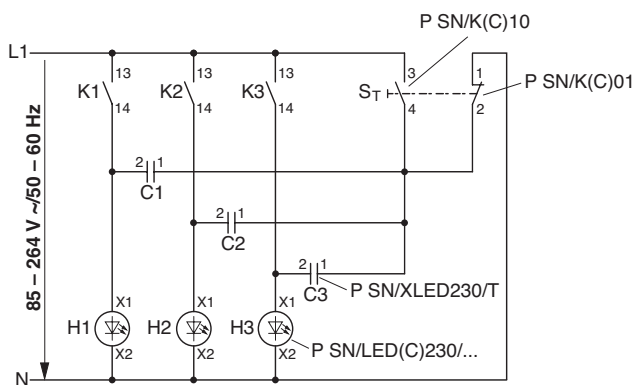 P SN/K(C)10
L1
13
13
13
3
1
K1
K2
K3
ST
P SN/K(C)01
14
14
14
4
2
2 1
C1
2 1
C2
2 1
C3
P SN/XLED230/T
85 – 264 V ~/50 – 60 Hz
X1
X1
X1
H1
H2
H3
X2
X2
X2
P SN/LED(C)230/...
N